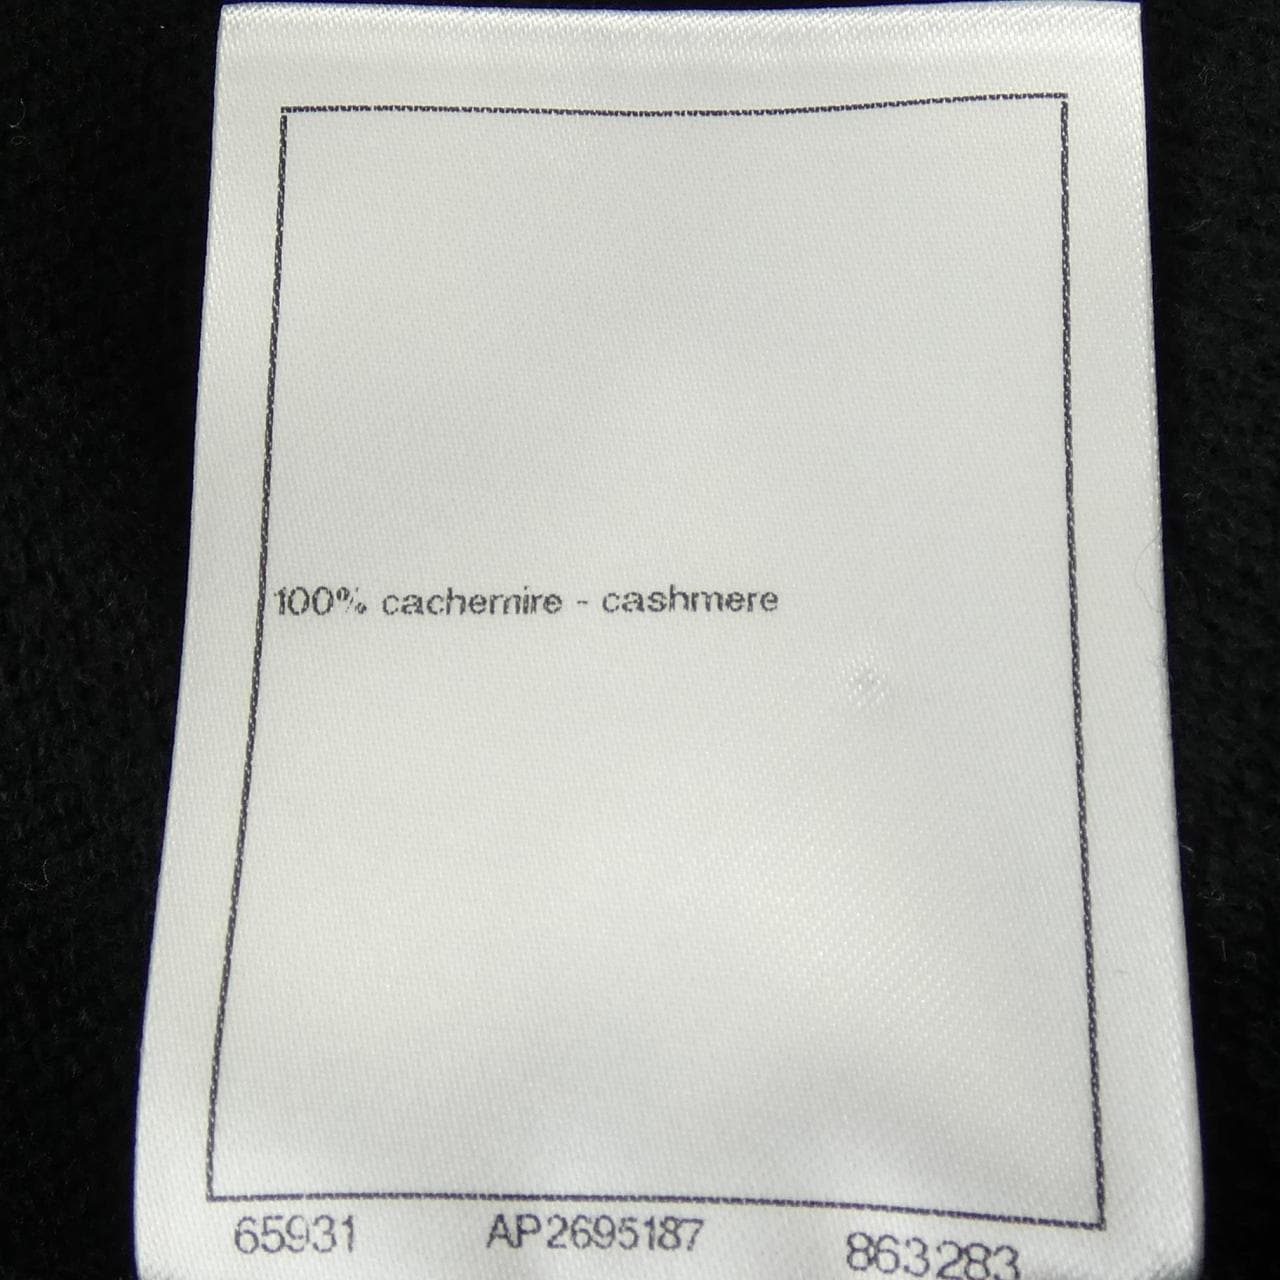 100% cachemire - cashmere
65931 AP2695187 863283